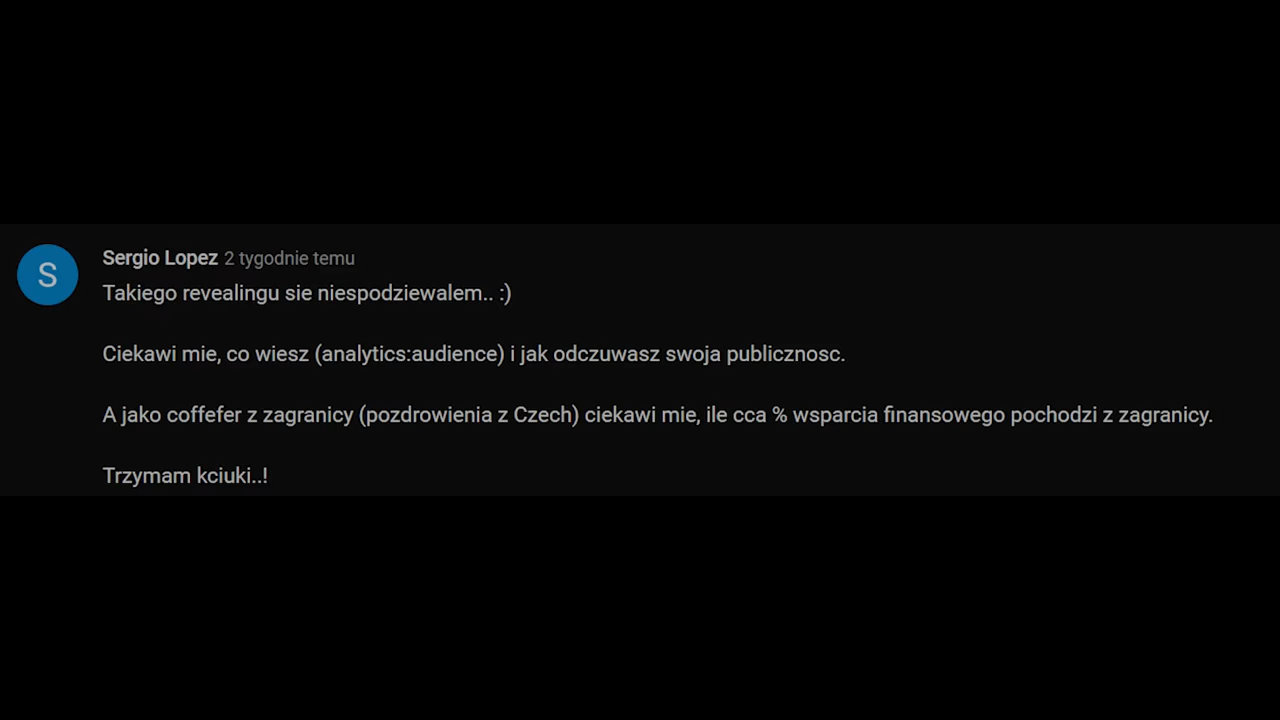 S
Sergio Lopez 2 tygodnie temu
Takiego revealingu sie niespodziewalem.. :)
Ciekawi mie, co wiesz (analytics:audience) i jak odczuwasz swoja publicznosc.
A jako coffefer z zagranicy (pozdrowienia z Czech) ciekawi mie, ile cca % wsparcia finansowego pochodzi z zagranicy.
Trzymam kciuki..!